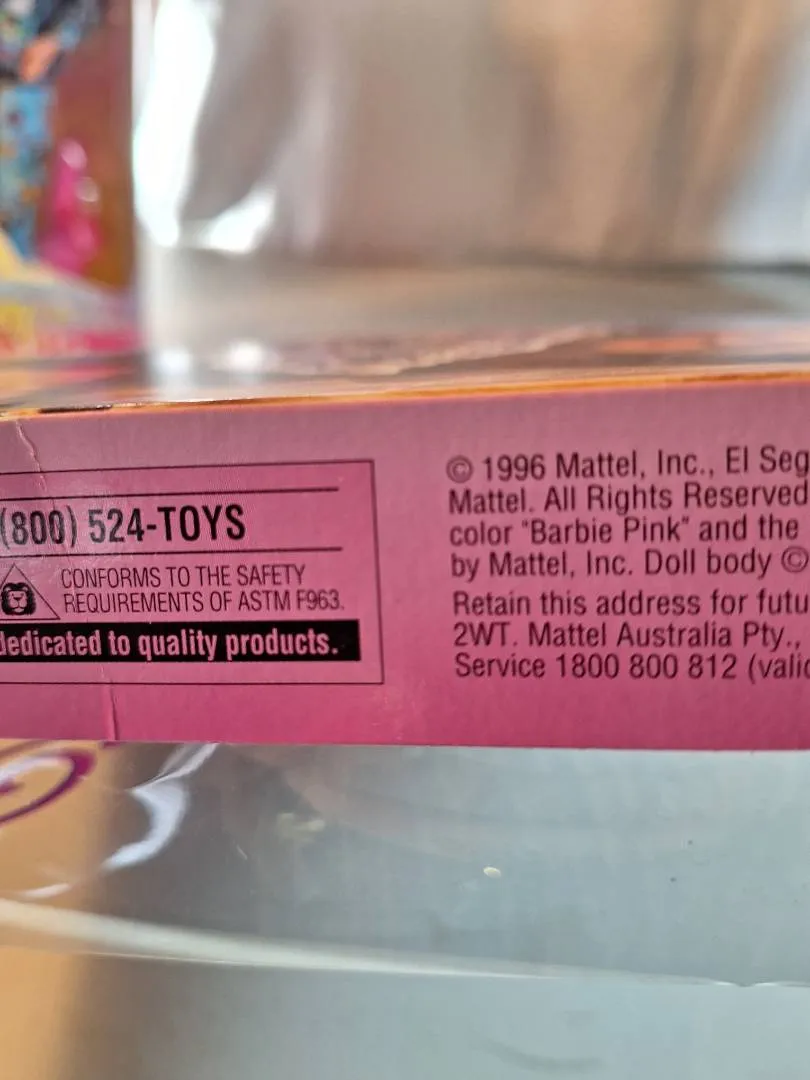 (800) 524-TOYS
CONFORMS TO THE SAFETY
REQUIREMENTS OF ASTM F963.
dedicated to quality products.
© 1996 Mattel, Inc., El Seg
Mattel. All Rights Reserved
color "Barbie Pink" and the
by Mattel, Inc. Doll body ©
Retain this address for futu
2WT. Mattel Australia Pty.,
Service 1800 800 812 (valid